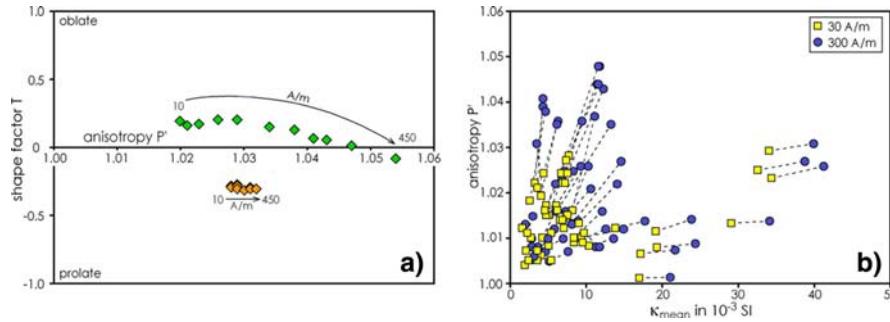 1.0
oblate
0.5
A/m
10
450
0
anisotropy P'
1.00
1.01
1.02
1.03
1.04
1.05
1.06
shape factor T
10
A/m
450
-0.5
prolate
-1.0
a)
b)
1.06
30 A/m
300 A/m
1.05
1.04
anisotropy P'
1.03
1.02
1.01
1.00
0
10
20
30
40
κmean in 10-3 SI